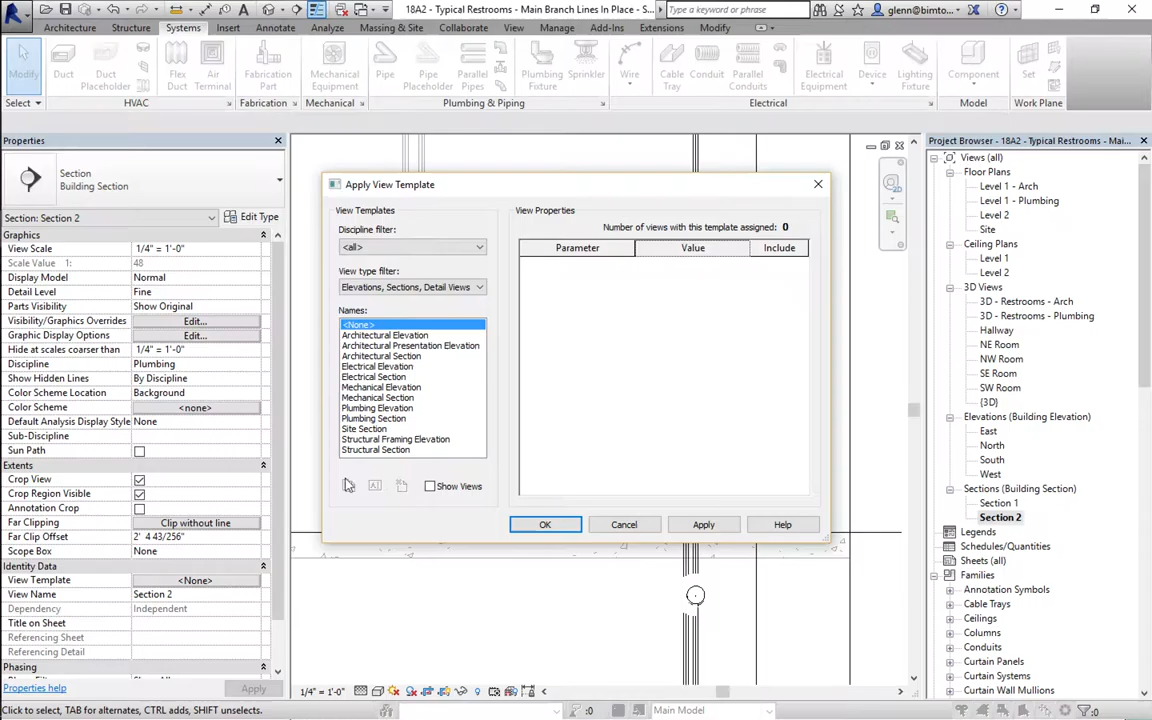 18A2 - Typical Restrooms - Main Branch Lines In Place - S...
Type a keyword or phrase
glenn@bimto...
Architecture Structure Systems Insert Annotate Analyze Massing & Site Collaborate View Manage Add-Ins Extensions Modify
Modify
Duct
Duct Placeholder
Flex Duct
Air Terminal
Fabrication Part
Mechanical Equipment
Pipe
Pipe Placeholder
Parallel Pipes
Plumbing Fixture
Sprinkler
Wire
Cable Tray
Conduit
Parallel Conduits
Electrical Equipment
Device
Lighting Fixture
Component
Set
Select HVAC Fabrication Mechanical Plumbing & Piping Electrical Model Work Plane
Properties
Section
Building Section
Section: Section 2
Edit Type
Graphics
View Scale 1/4" = 1'-0"
Scale Value 1: 48
Display Model Normal
Detail Level Fine
Parts Visibility Show Original
Visibility/Graphics Overrides Edit...
Graphic Display Options Edit...
Hide at scales coarser than 1/4" = 1'-0"
Discipline Plumbing
Show Hidden Lines By Discipline
Color Scheme Location Background
Color Scheme <none>
Default Analysis Display Style None
Sub-Discipline
Sun Path
Extents
Crop View
Crop Region Visible
Annotation Crop
Far Clipping Clip without line
Far Clip Offset 2' 4 43/256"
Scope Box None
Identity Data
View Template <None>
View Name Section 2
Dependency Independent
Title on Sheet
Referencing Sheet
Referencing Detail
Phasing
Properties help
Apply
Apply View Template
View Templates
Discipline filter:
<all>
View type filter:
Elevations, Sections, Detail Views
Names:
<None>
Architectural Elevation
Architectural Presentation Elevation
Architectural Section
Electrical Elevation
Electrical Section
Mechanical Elevation
Mechanical Section
Plumbing Elevation
Plumbing Section
Site Section
Structural Framing Elevation
Structural Section
Show Views
View Properties
Number of views with this template assigned: 0
Parameter Value Include
OK Cancel Apply Help
Project Browser - 18A2 - Typical Restrooms - Mai...
Views (all)
Floor Plans
Level 1 - Arch
Level 1 - Plumbing
Level 2
Site
Ceiling Plans
Level 1
Level 2
3D Views
3D - Restrooms - Arch
3D - Restrooms - Plumbing
Hallway
NE Room
NW Room
SE Room
SW Room
{3D}
Elevations (Building Elevation)
East
North
South
West
Sections (Building Section)
Section 1
Section 2
Legends
Schedules/Quantities
Sheets (all)
Families
Annotation Symbols
Cable Trays
Ceilings
Columns
Conduits
Curtain Panels
Curtain Systems
Curtain Wall Mullions
1/4" = 1'-0"
Click to select, TAB for alternates, CTRL adds, SHIFT unselects.
:0
Main Model
:0